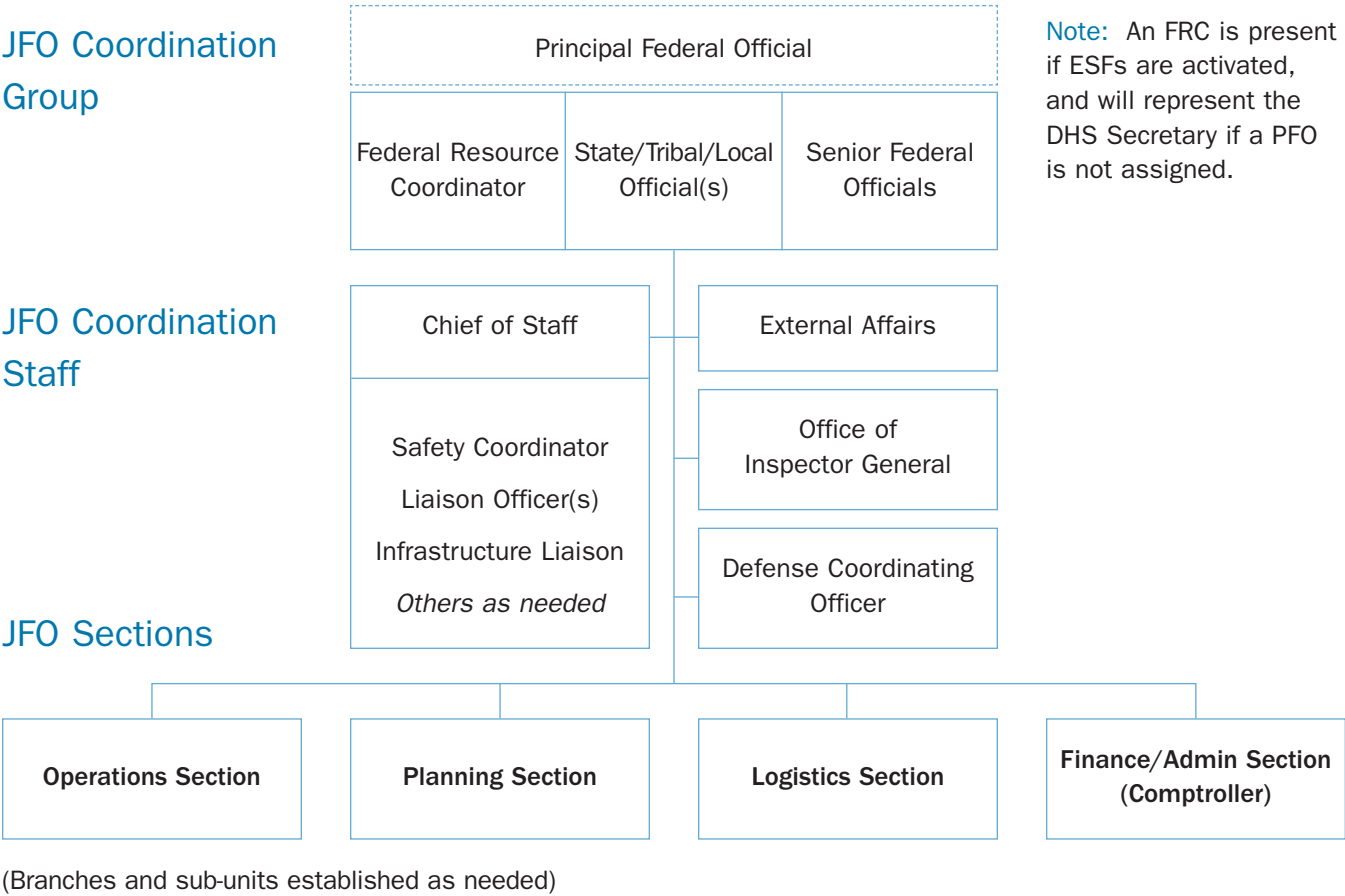 JFO Coordination
Group
Principal Federal Official
Federal Resource
Coordinator
State/Tribal/Local
Official(s)
Senior Federal
Officials
Note: An FRC is present
if ESFs are activated,
and will represent the
DHS Secretary if a PFO
is not assigned.
JFO Coordination
Staff
Chief of Staff
Safety Coordinator
Liaison Officer(s)
Infrastructure Liaison
Others as needed
External Affairs
Office of
Inspector General
Defense Coordinating
Officer
JFO Sections
Operations Section
Planning Section
Logistics Section
Finance/Admin Section
(Comptroller)
(Branches and sub-units established as needed)